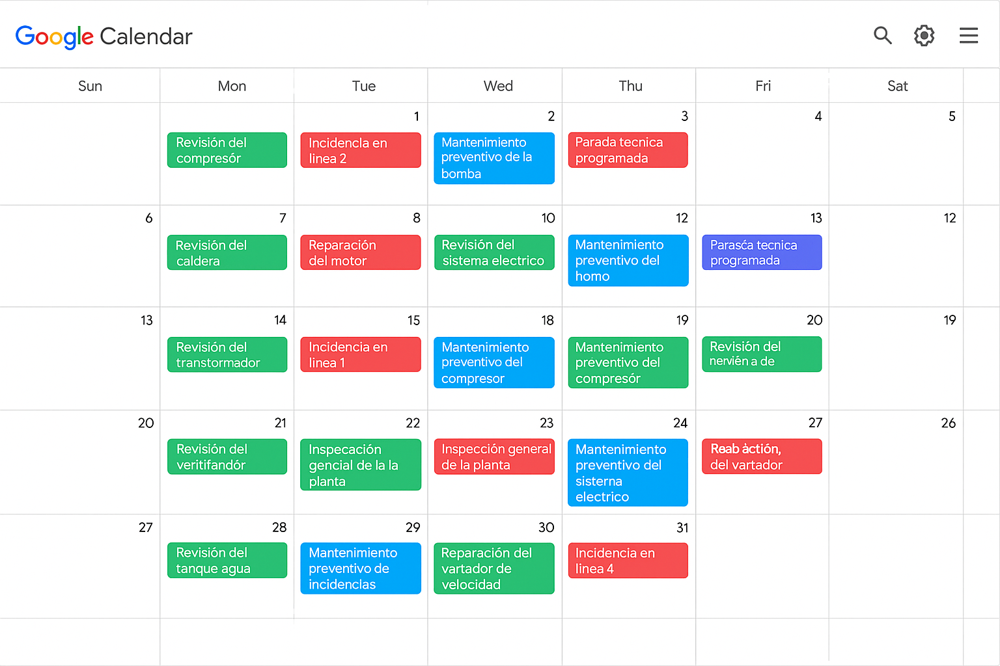 Google Calendar
Sun Mon Tue Wed Thu Fri Sat
1 2 3 4 5
Revisión del
compresór
Incidencla en
linea 2
Mantenimiento
preventivo de la
bomba
Parada tecnica
programada
6 7 8 10 12 13 12
Revisión del
caldera
Reparación
del motor
Revisión del
sistema electrico
Mantenimiento
preventivo del
homo
Parasća tecnica
programada
13 14 15 18 19 20 19
Revisión del
transtormador
Incidencia en
linea 1
Mantenimiento
preventivo del
compresor
Mantenimiento
préventivo del
compresór
Revisión del
nervién a de
20 21 22 23 24 27 26
Revisión del
veritifandór
Inspecación
gencial de la la
planta
Inspección general
de la planta
Mantenimiento
preventivo del
sisterna
electrico
Reab àctión,
del vartador
27 28 29 30 31
Revisión del
tanque agua
Mantenimiento
preventivo de
incidenclas
Reparación del
vartador de
velocidad
Incidencia en
linea 4